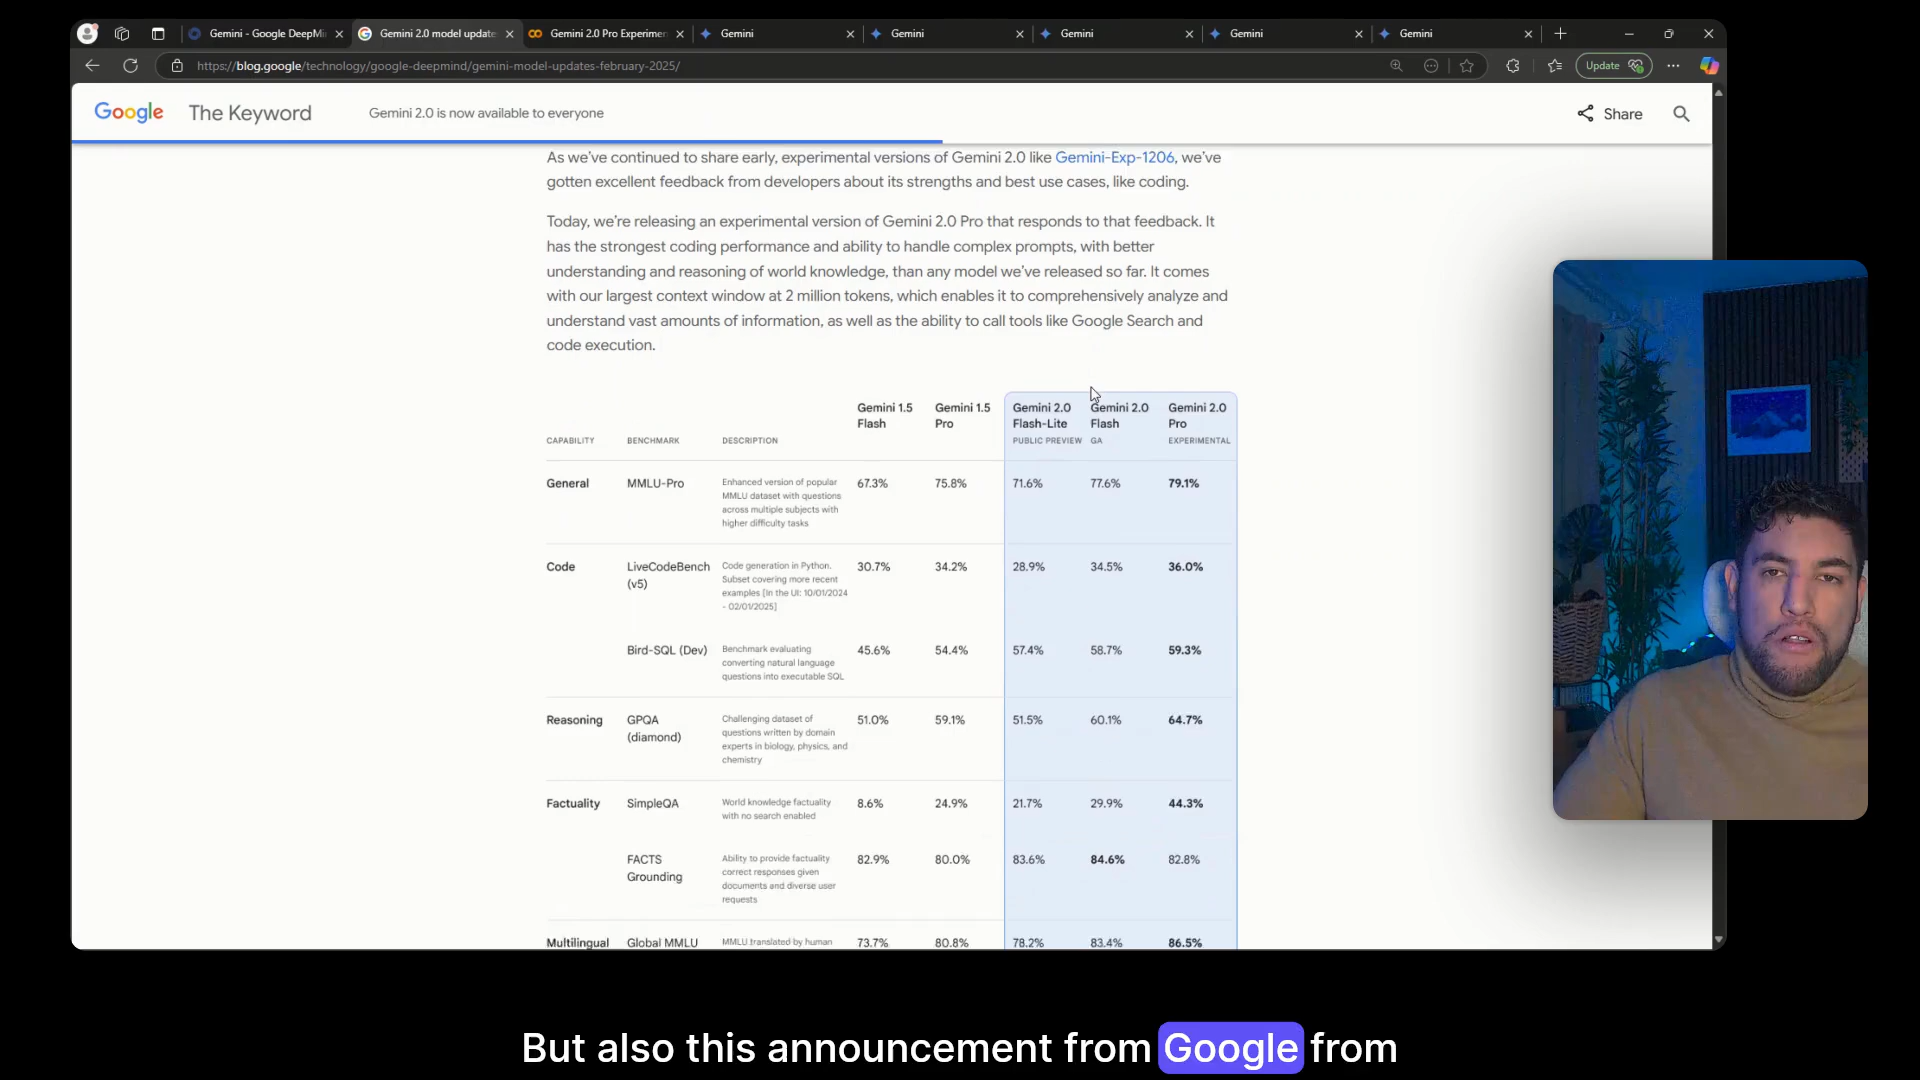 Gemini - Google DeepMi
Gemini 2.0 model update
Gemini 2.0 Pro Experimen
Gemini
Gemini
Gemini
Gemini
Gemini
https://blog.google/technology/google-deepmind/gemini-model-updates-february-2025/
Update
Google The Keyword
Gemini 2.0 is now available to everyone
Share
As we’ve continued to share early, experimental versions of Gemini 2.0 like Gemini-Exp-1206, we’ve
gotten excellent feedback from developers about its strengths and best use cases, like coding.
Today, we’re releasing an experimental version of Gemini 2.0 Pro that responds to that feedback. It
has the strongest coding performance and ability to handle complex prompts, with better
understanding and reasoning of world knowledge, than any model we’ve released so far. It comes
with our largest context window at 2 million tokens, which enables it to comprehensively analyze and
understand vast amounts of information, as well as the ability to call tools like Google Search and
code execution.
CAPABILITY
BENCHMARK
DESCRIPTION
Gemini 1.5
Flash
Gemini 1.5
Pro
Gemini 2.0
Flash-Lite
PUBLIC PREVIEW
Gemini 2.0
Flash
GA
Gemini 2.0
Pro
EXPERIMENTAL
General
MMLU-Pro
Enhanced version of popular
MMLU dataset with questions
across multiple subjects with
higher difficulty tasks
67.3%
75.8%
71.6%
77.6%
79.1%
Code
LiveCodeBench
(v5)
Code generation in Python.
Subset covering more recent
examples [In the UI: 10/01/2024
- 02/01/2025]
30.7%
34.2%
28.9%
34.5%
36.0%
Bird-SQL (Dev)
Benchmark evaluating
converting natural language
questions into executable SQL
45.6%
54.4%
57.4%
58.7%
59.3%
Reasoning
GPQA
(diamond)
Challenging dataset of
questions written by domain
experts in biology, physics, and
chemistry
51.0%
59.1%
51.5%
60.1%
64.7%
Factuality
SimpleQA
World knowledge factuality
with no search enabled
8.6%
24.9%
21.7%
29.9%
44.3%
FACTS
Grounding
Ability to provide factuality
correct responses given
documents and diverse user
requests
82.9%
80.0%
83.6%
84.6%
82.8%
Multilingual
Global MMLU
MMLU translated by human
73.7%
80.8%
78.2%
83.4%
86.5%
But also this announcement from Google from